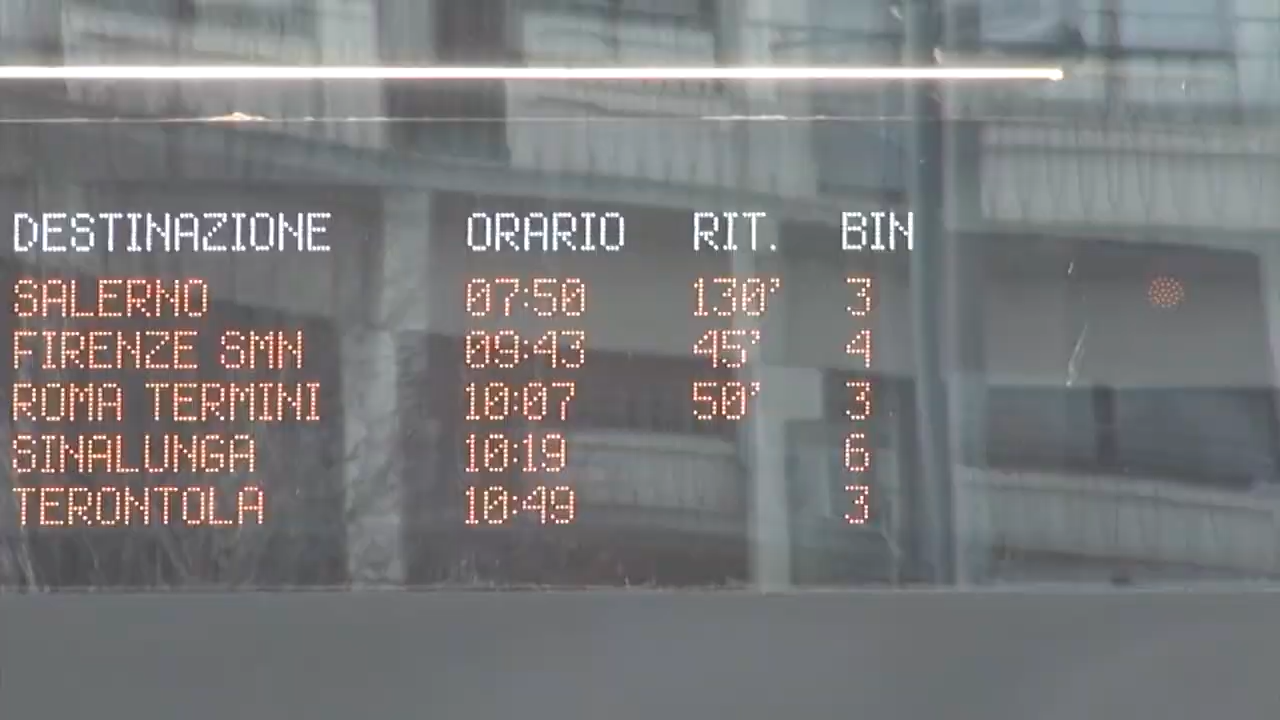 DESTINAZIONE ORARIO RIT. BIN
SALERNO 07:50 130' 3
FIRENZE SMN 09:43 45' 4
ROMA TERMINI 10:07 50' 3
SINALUNGA 10:19 6
TERONTOLA 10:49 3